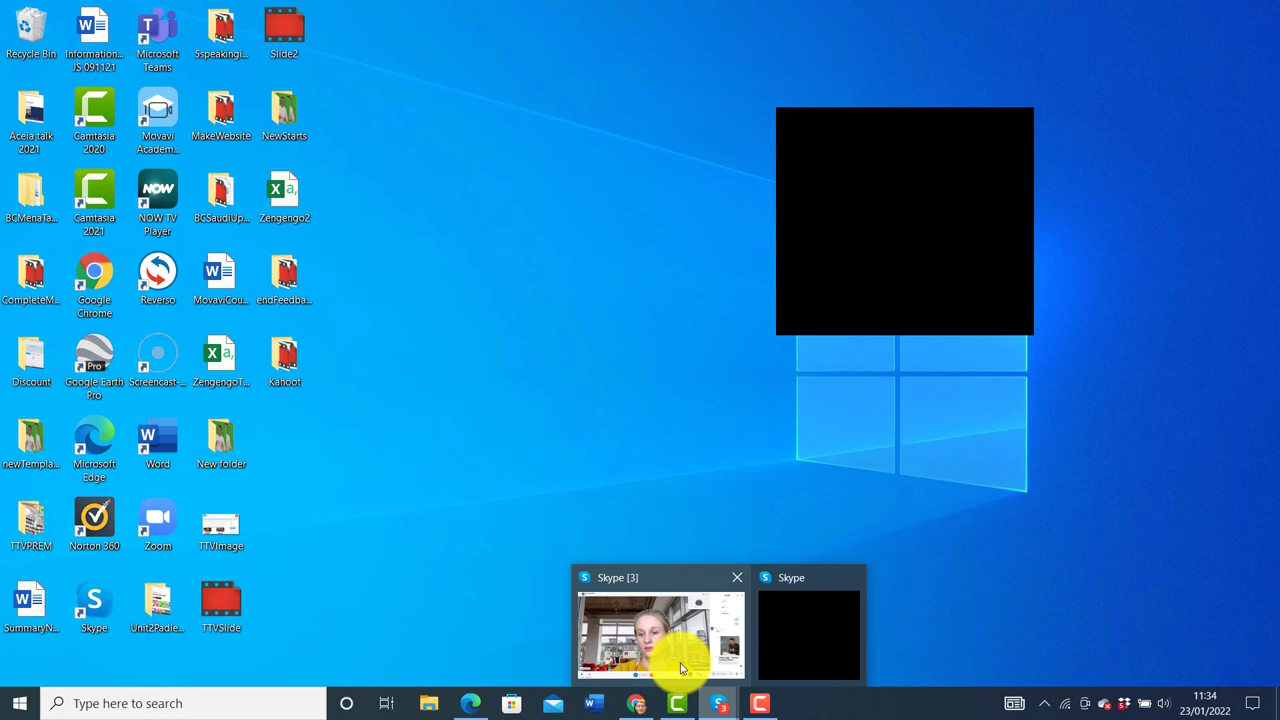 Recycle Bin
Information...
JS 091121
Microsoft
Teams
5speakingi...
Slide2
Aceia talk
2021
Camtasia
2020
Movavi
Academ...
MakeWebsite
NewStarts
BCMenaTa...
Camtasia
2021
NOW
NOW TV
Player
BCSaudiUp...
Zengengo2
CompleteM...
Google
Chrome
Reverso
MovaviCou...
endFeedba...
Discount
Pro
Google Earth
Pro
Screencast-...
ZengengoT...
Kahoot
newTempla...
Microsoft
Edge
Word
New folder
TTVPREM
Norton 360
Zoom
TTVImage
SummaryN...
Skype
Unit2Padle...
TTVSlide
Skype [3]
Skype
Type here to search
3
11:34
23/01/2022